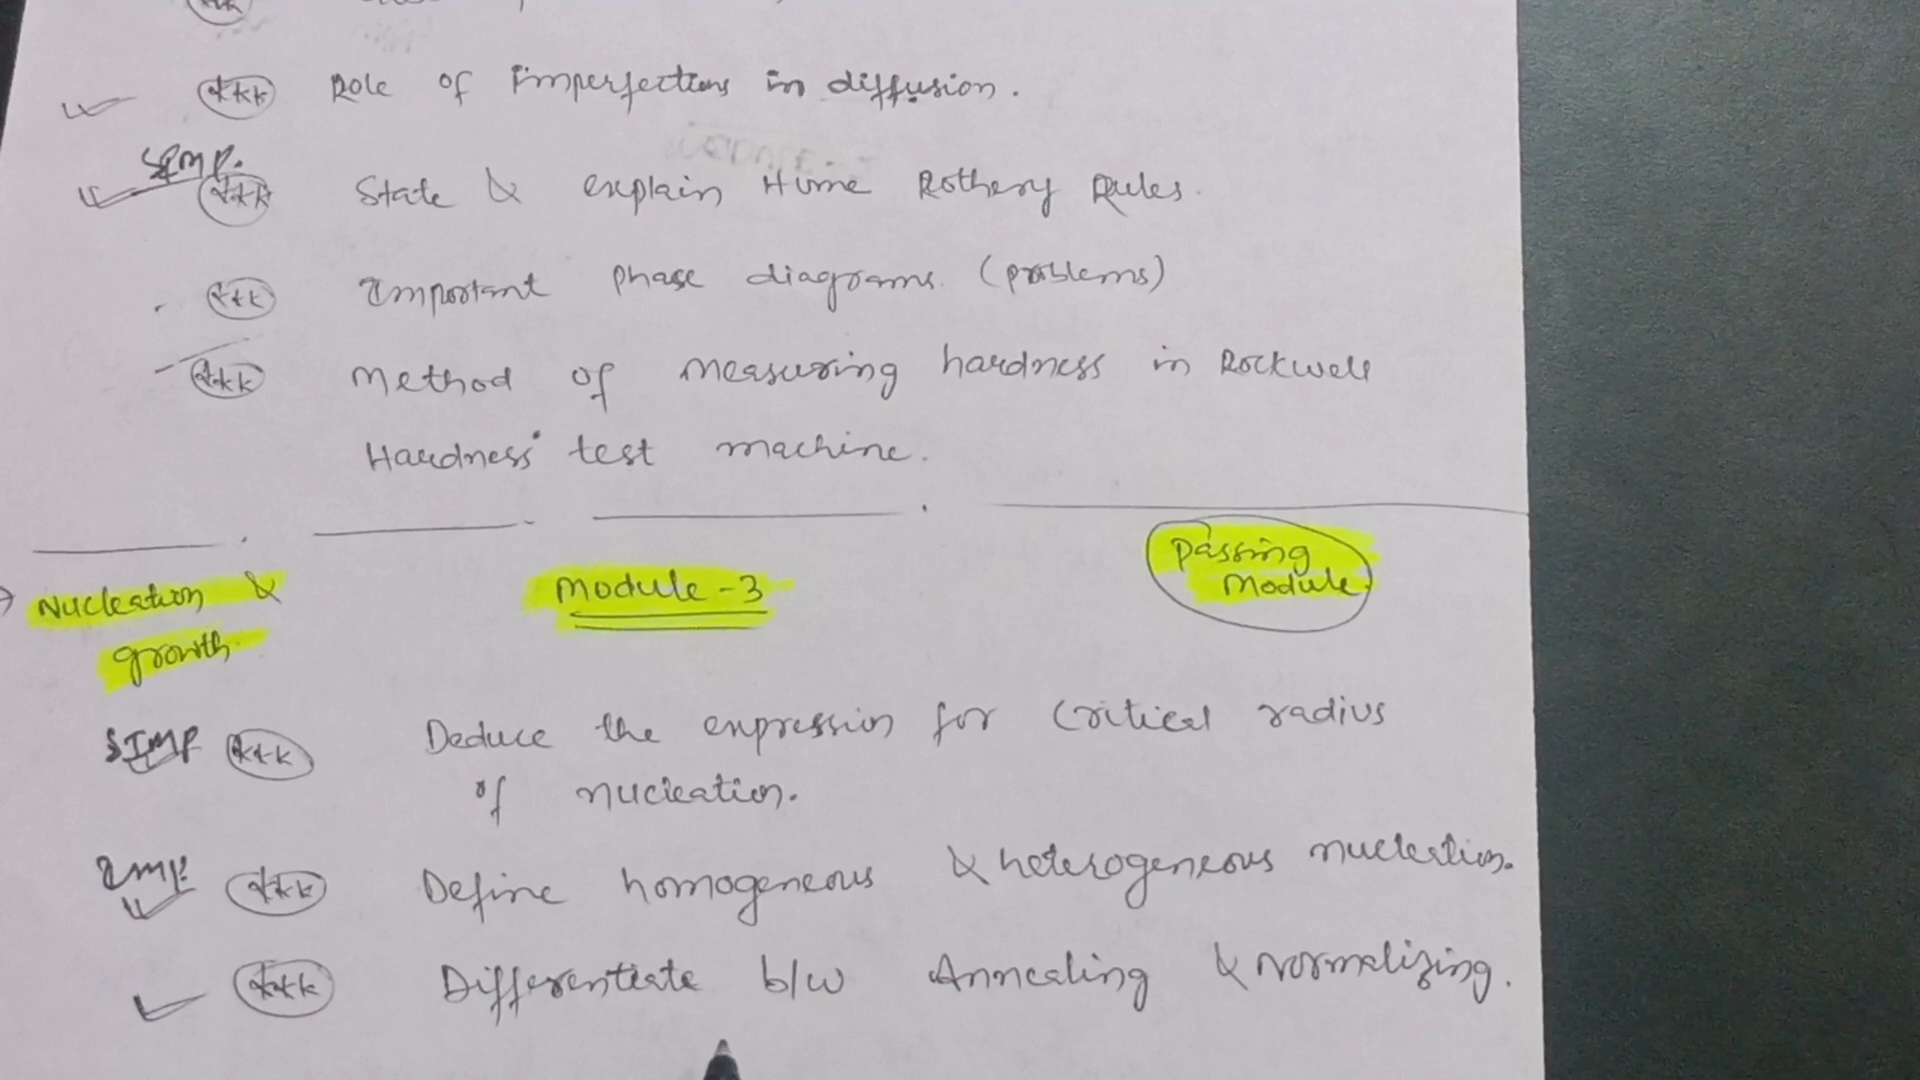 *** Role of Imperfections in diffusion.
SIMP. *** State & explain Hume Rothery Rules.
*** Important phase diagrams. (problems)
*** Method of measuring hardness in Rockwell
Hardness test machine.
Nucleation & growth.
Module-3
Passing Module.
SIMP *** Deduce the expression for Critical radius
of nucleation.
IMP. *** Define homogeneous & heterogeneous nucleation.
*** Differentiate b/w Annealing & Normalizing.